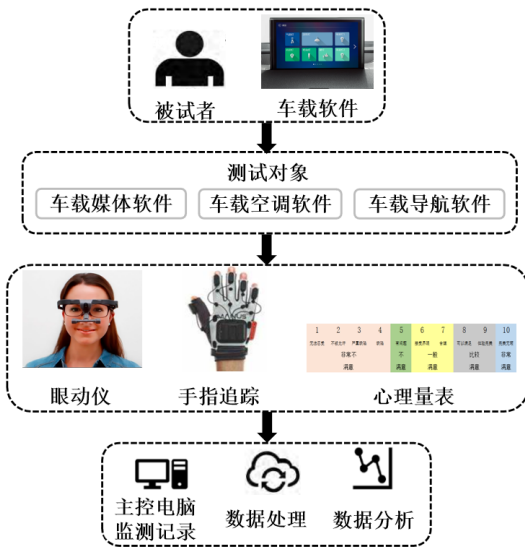 被试者
车载软件
测试对象
车载媒体软件 车载空调软件 车载导航软件
1 2 3 4 5 6 7 8 9 10
非常不 不 一般 比较 非常
满意 满意 满意 满意 满意
眼动仪
手指追踪
心理量表
主控电脑
监测记录
数据处理
数据分析